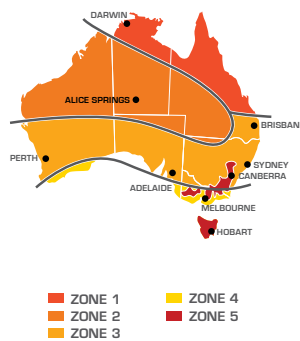 DARWIN
ALICE SPRINGS
BRISBAN
PERTH
SYDNEY
CANBERRA
ADELAIDE
MELBOURNE
HOBART
ZONE 1
ZONE 2
ZONE 3
ZONE 4
ZONE 5